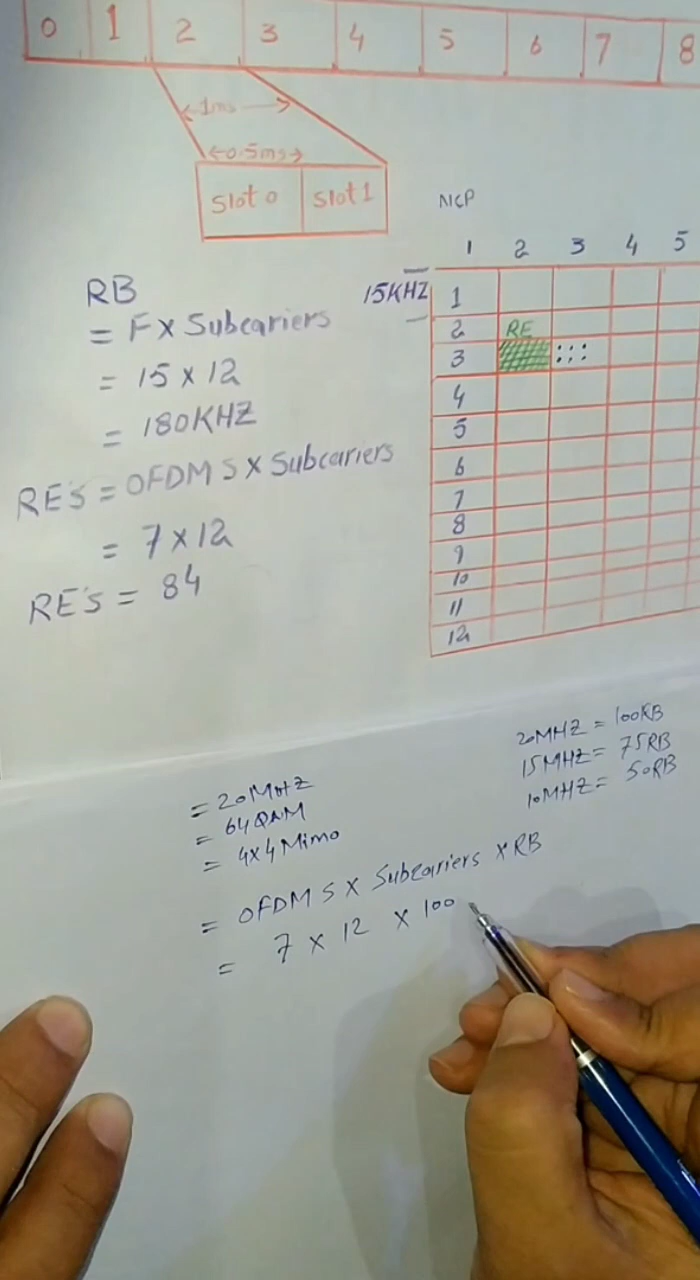 0 1 2 3 4 5 6 7 8
1ms
0.5ms
Slot 0 Slot 1
NCP
1 2 3 4 5
15KHZ
1
2 RE
3
4
5
6
7
8
9
10
11
12
RB
= F X Subcariers
= 15 X 12
= 180KHZ
RE'S = OFDM S X Subcariers
= 7 X 12
RE'S = 84
20MHZ = 100RB
15MHZ = 75RB
10MHZ = 50RB
= 20MHZ
= 64QAM
= 4x4 Mimo
= OFDM S X Subcariers X RB
= 7 X 12 X 100